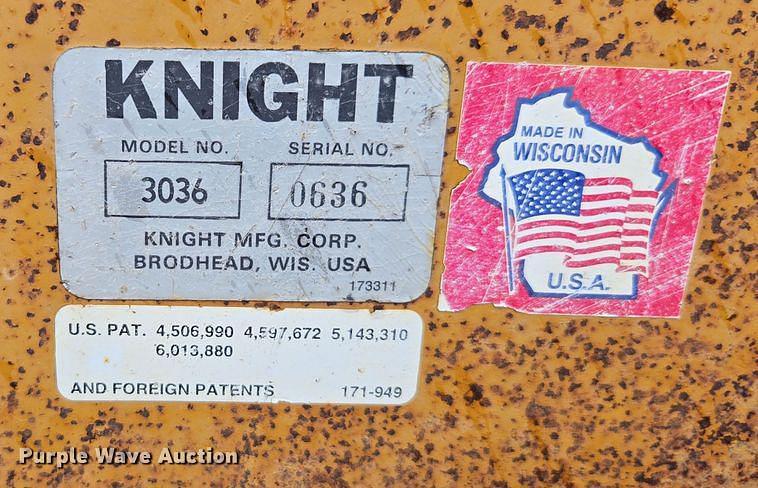 KNIGHT
MODEL NO. SERIAL NO.
3036 0636
KNIGHT MFG. CORP.
BRODHEAD, WIS. USA
173311
U.S. PAT. 4,506,990 4,597,672 5,143,310
6,013,880
AND FOREIGN PATENTS 171-949
MADE IN
WISCONSIN
U.S.A.
Purple Wave Auction